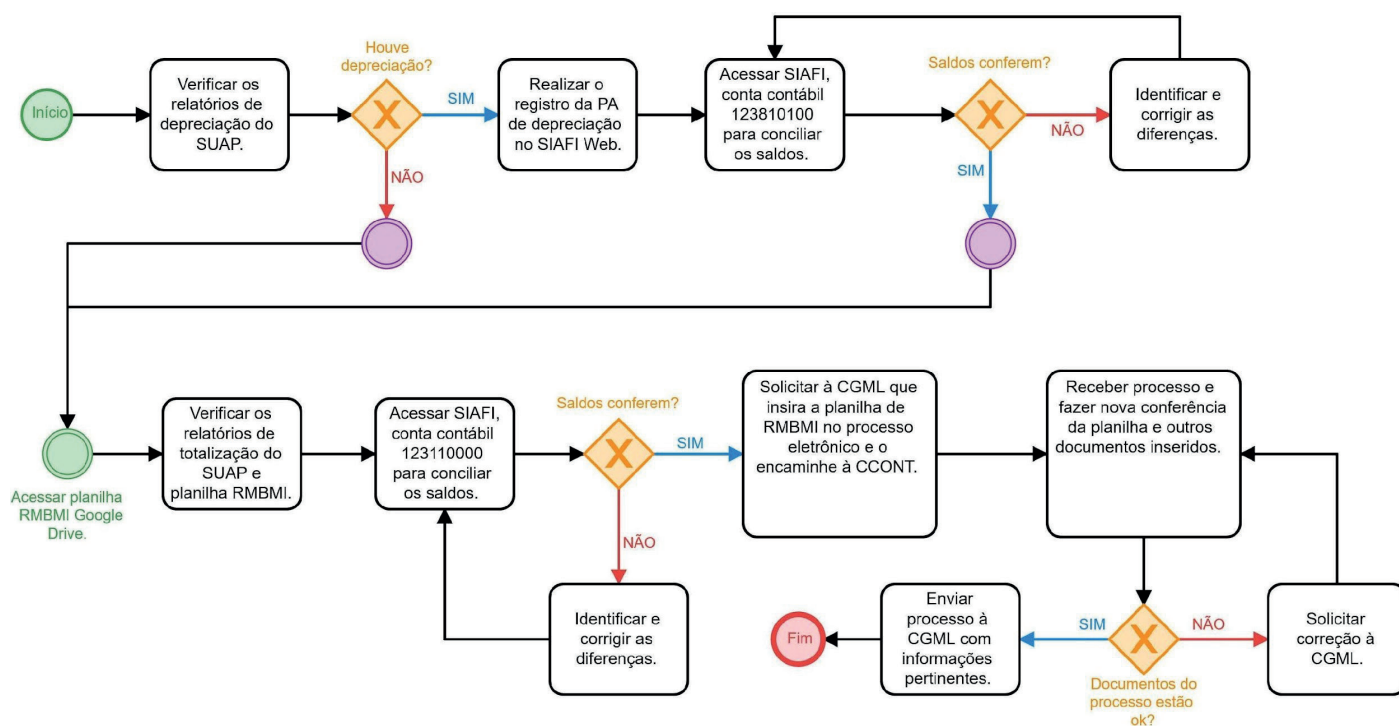 Início
Verificar os
relatórios de
depreciação do
SUAP.
Houve
depreciação?
SIM
NÃO
Realizar o
registro da PA
de depreciação
no SIAFI Web.
Acessar SIAFI,
conta contábil
123810100
para conciliar
os saldos.
Saldos conferem?
NÃO
SIM
Identificar e
corrigir as
diferenças.
Acessar planilha
RMBMI Google
Drive.
Verificar os
relatórios de
totalização do
SUAP e
planilha RMBMI.
Acessar SIAFI,
conta contábil
123110000
para conciliar
os saldos.
Saldos conferem?
SIM
NÃO
Identificar e
corrigir as
diferenças.
Solicitar à CGML que
insira a planilha de
RMBMI no processo
eletrônico e o
encaminhe à CCONT.
Receber processo e
fazer nova conferência
da planilha e outros
documentos inseridos.
Documentos do
processo estão
ok?
NÃO
Solicitar
correção à
CGML.
SIM
Enviar
processo à
CGML com
informações
pertinentes.
Fim